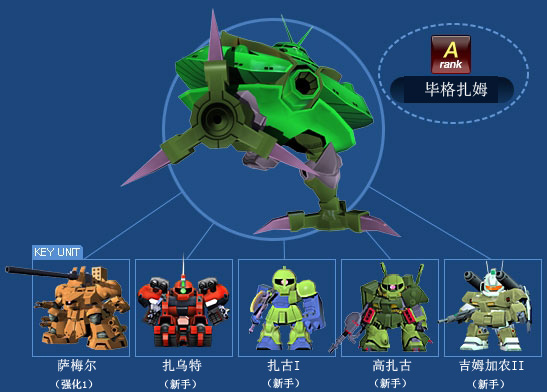 A
rank
毕格扎姆
KEY UNIT
萨梅尔
(强化1)
扎乌特
(新手)
扎古I
(新手)
高扎古
(新手)
吉姆加农II
(新手)